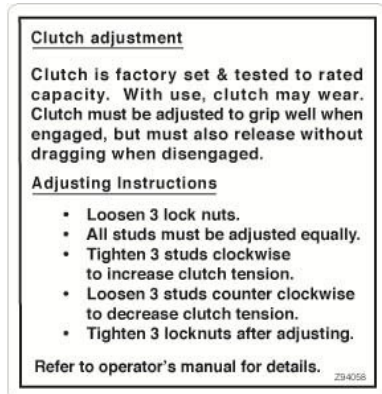 Clutch adjustment
Clutch is factory set & tested to rated
capacity. With use, clutch may wear.
Clutch must be adjusted to grip well when
engaged, but must also release without
dragging when disengaged.
Adjusting Instructions
• Loosen 3 lock nuts.
• All studs must be adjusted equally.
• Tighten 3 studs clockwise
to increase clutch tension.
• Loosen 3 studs counter clockwise
to decrease clutch tension.
• Tighten 3 locknuts after adjusting.
Refer to operator's manual for details.
Z94058